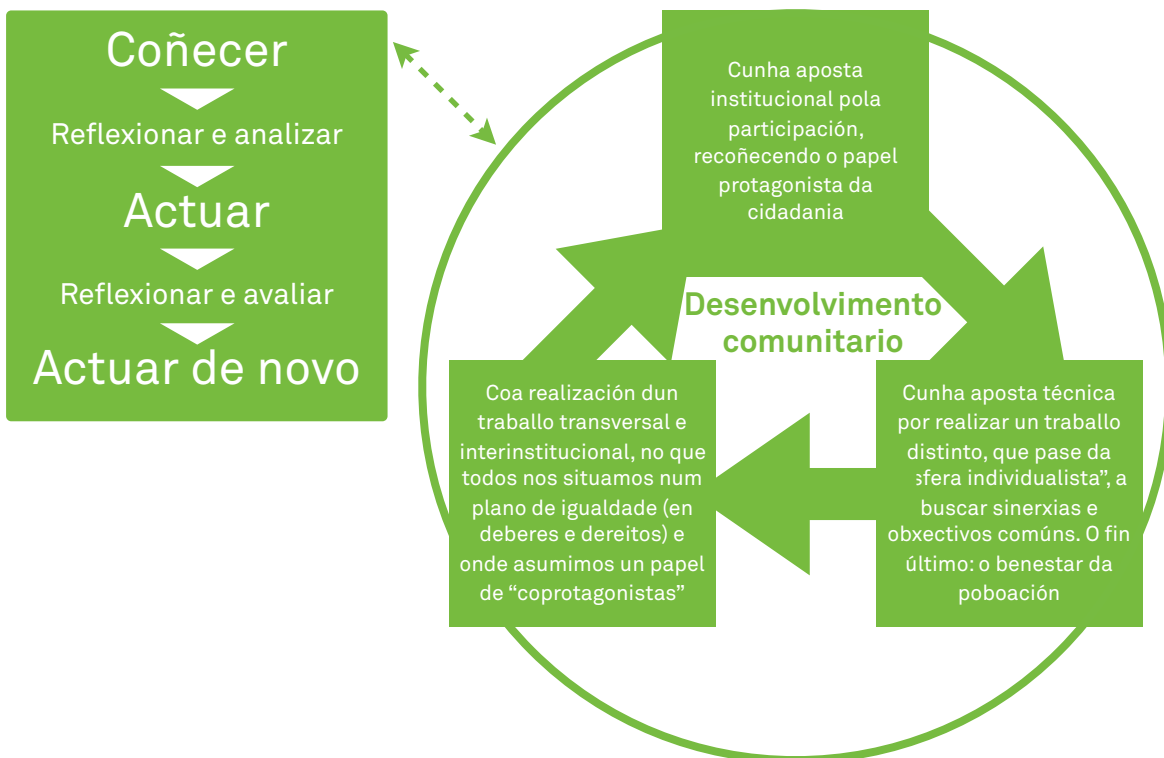 Coñecer
Reflexionar e analizar
Actuar
Reflexionar e avaliar
Actuar de novo
Cunha aposta
institucional pola
participación,
recoñecendo o papel
protagonista da
cidadania
Desenvolvimento
comunitario
Coa realización dun
traballo transversal e
interinstitucional, no que
todos nos situamos num
plano de igualdade (en
deberes e dereitos) e
onde asumimos un papel
de “coprotagonistas”
Cunha aposta técnica
por realizar un traballo
distinto, que pase da
sfera individualista”, a
buscar sinerxias e
obxectivos comúns. O fin
último: o benestar da
poboación